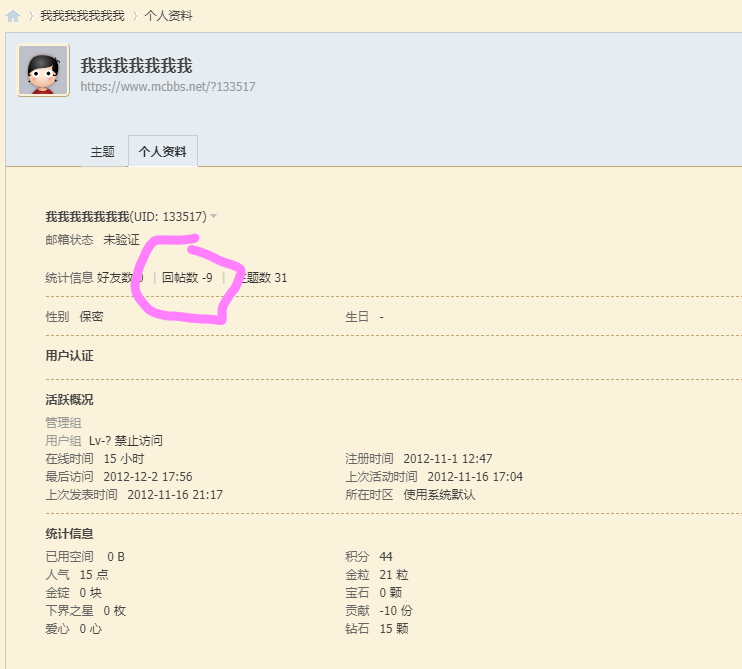 我我我我我我我 个人资料
我我我我我我我
https://www.mcbbs.net/?133517
主题 个人资料
我我我我我我我(UID: 133517)
邮箱状态 未验证
统计信息 好友数 0 | 回帖数 -9 | 主题数 31
性别 保密 生日 -
用户认证
活跃概况
管理组
用户组 Lv-? 禁止访问
在线时间 15 小时 注册时间 2012-11-1 12:47
最后访问 2012-12-2 17:56 上次活动时间 2012-11-16 17:04
上次发表时间 2012-11-16 21:17 所在时区 使用系统默认
统计信息
已用空间 0 B 积分 44
人气 15 点 金粒 21 粒
金锭 0 块 宝石 0 颗
下界之星 0 枚 贡献 -10 份
爱心 0 心 钻石 15 颗